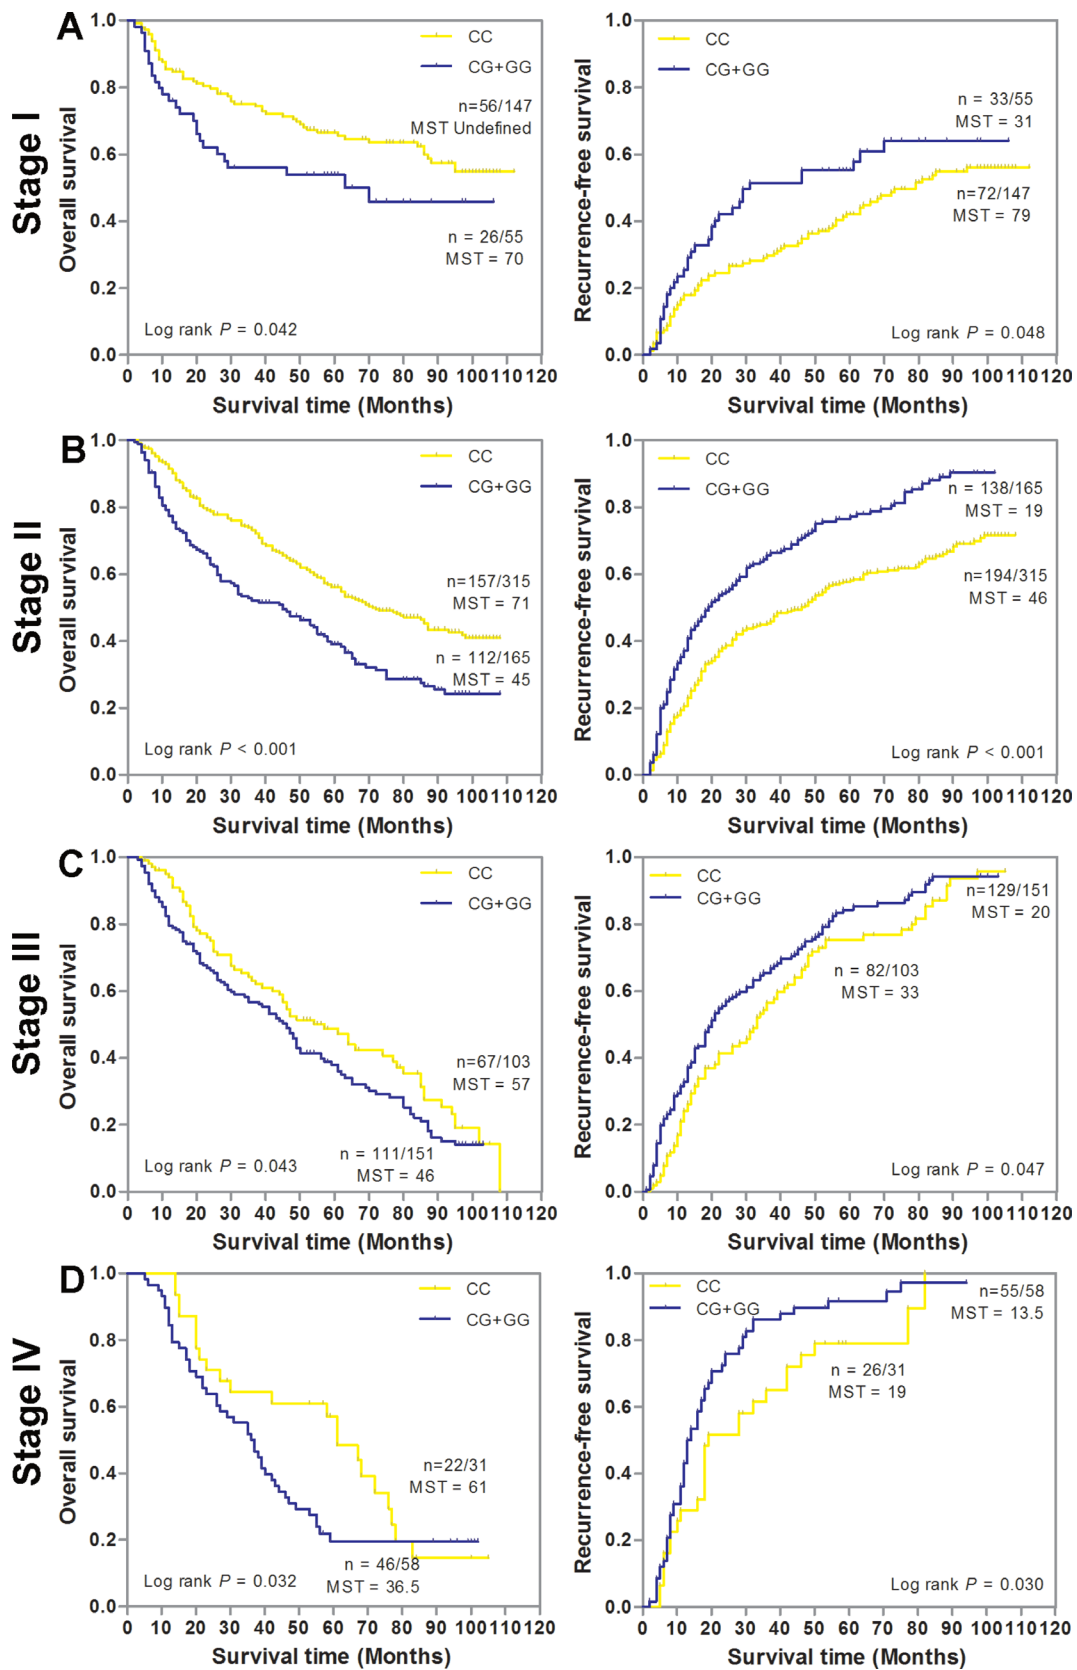 A
Stage I
Overall survival
1.0
0.8
0.6
0.4
0.2
0.0
CC
CG+GG
n=56/147
MST Undefined
n = 26/55
MST = 70
Log rank P = 0.042
0 10 20 30 40 50 60 70 80 90 100 110 120
Survival time (Months)
Recurrence-free survival
1.0
0.8
0.6
0.4
0.2
0.0
CC
CG+GG
n = 33/55
MST = 31
n=72/147
MST = 79
Log rank P = 0.048
0 10 20 30 40 50 60 70 80 90 100 110 120
Survival time (Months)
B
Stage II
Overall survival
1.0
0.8
0.6
0.4
0.2
0.0
CC
CG+GG
n=157/315
MST = 71
n = 112/165
MST = 45
Log rank P < 0.001
0 10 20 30 40 50 60 70 80 90 100 110 120
Survival time (Months)
Recurrence-free survival
1.0
0.8
0.6
0.4
0.2
0.0
CC
CG+GG
n = 138/165
MST = 19
n=194/315
MST = 46
Log rank P < 0.001
0 10 20 30 40 50 60 70 80 90 100 110 120
Survival time (Months)
C
Stage III
Overall survival
1.0
0.8
0.6
0.4
0.2
0.0
CC
CG+GG
n=67/103
MST = 57
n = 111/151
MST = 46
Log rank P = 0.043
0 10 20 30 40 50 60 70 80 90 100 110 120
Survival time (Months)
Recurrence-free survival
1.0
0.8
0.6
0.4
0.2
0.0
CC
CG+GG
n=129/151
MST = 20
n = 82/103
MST = 33
Log rank P = 0.047
0 10 20 30 40 50 60 70 80 90 100 110 120
Survival time (Months)
D
Stage IV
Overall survival
1.0
0.8
0.6
0.4
0.2
0.0
CC
CG+GG
n=22/31
MST = 61
n = 46/58
MST = 36.5
Log rank P = 0.032
0 10 20 30 40 50 60 70 80 90 100 110 120
Survival time (Months)
Recurrence-free survival
1.0
0.8
0.6
0.4
0.2
0.0
CC
CG+GG
n=55/58
MST = 13.5
n = 26/31
MST = 19
Log rank P = 0.030
0 10 20 30 40 50 60 70 80 90 100 110 120
Survival time (Months)